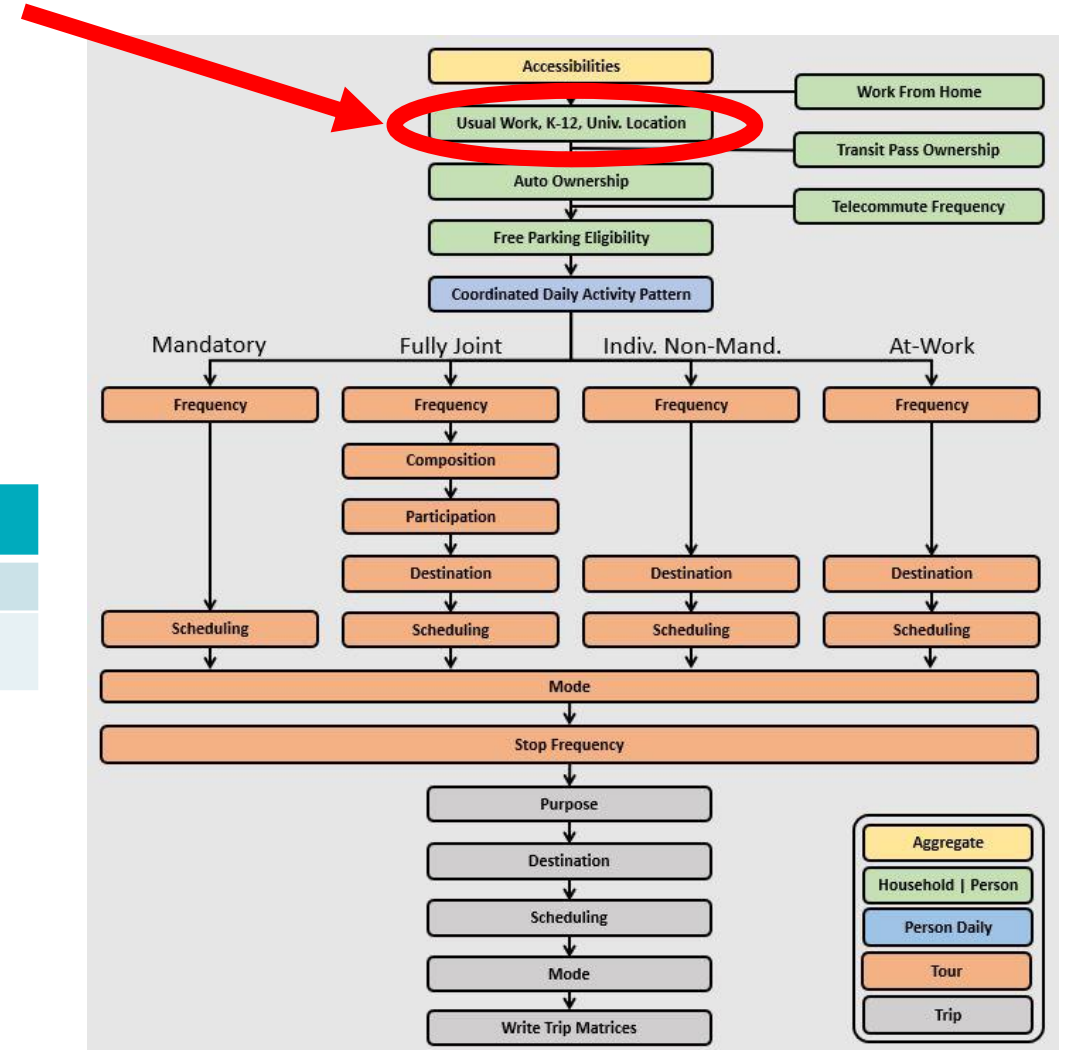 Accessibilities
Work From Home
Usual Work, K-12, Univ. Location
Transit Pass Ownership
Auto Ownership
Telecommute Frequency
Free Parking Eligibility
Coordinated Daily Activity Pattern
Mandatory
Fully Joint
Indiv. Non-Mand.
At-Work
Frequency
Frequency
Frequency
Frequency
Composition
Participation
Destination
Destination
Destination
Scheduling
Scheduling
Scheduling
Scheduling
Mode
Stop Frequency
Purpose
Destination
Scheduling
Mode
Write Trip Matrices
Aggregate
Household | Person
Person Daily
Tour
Trip